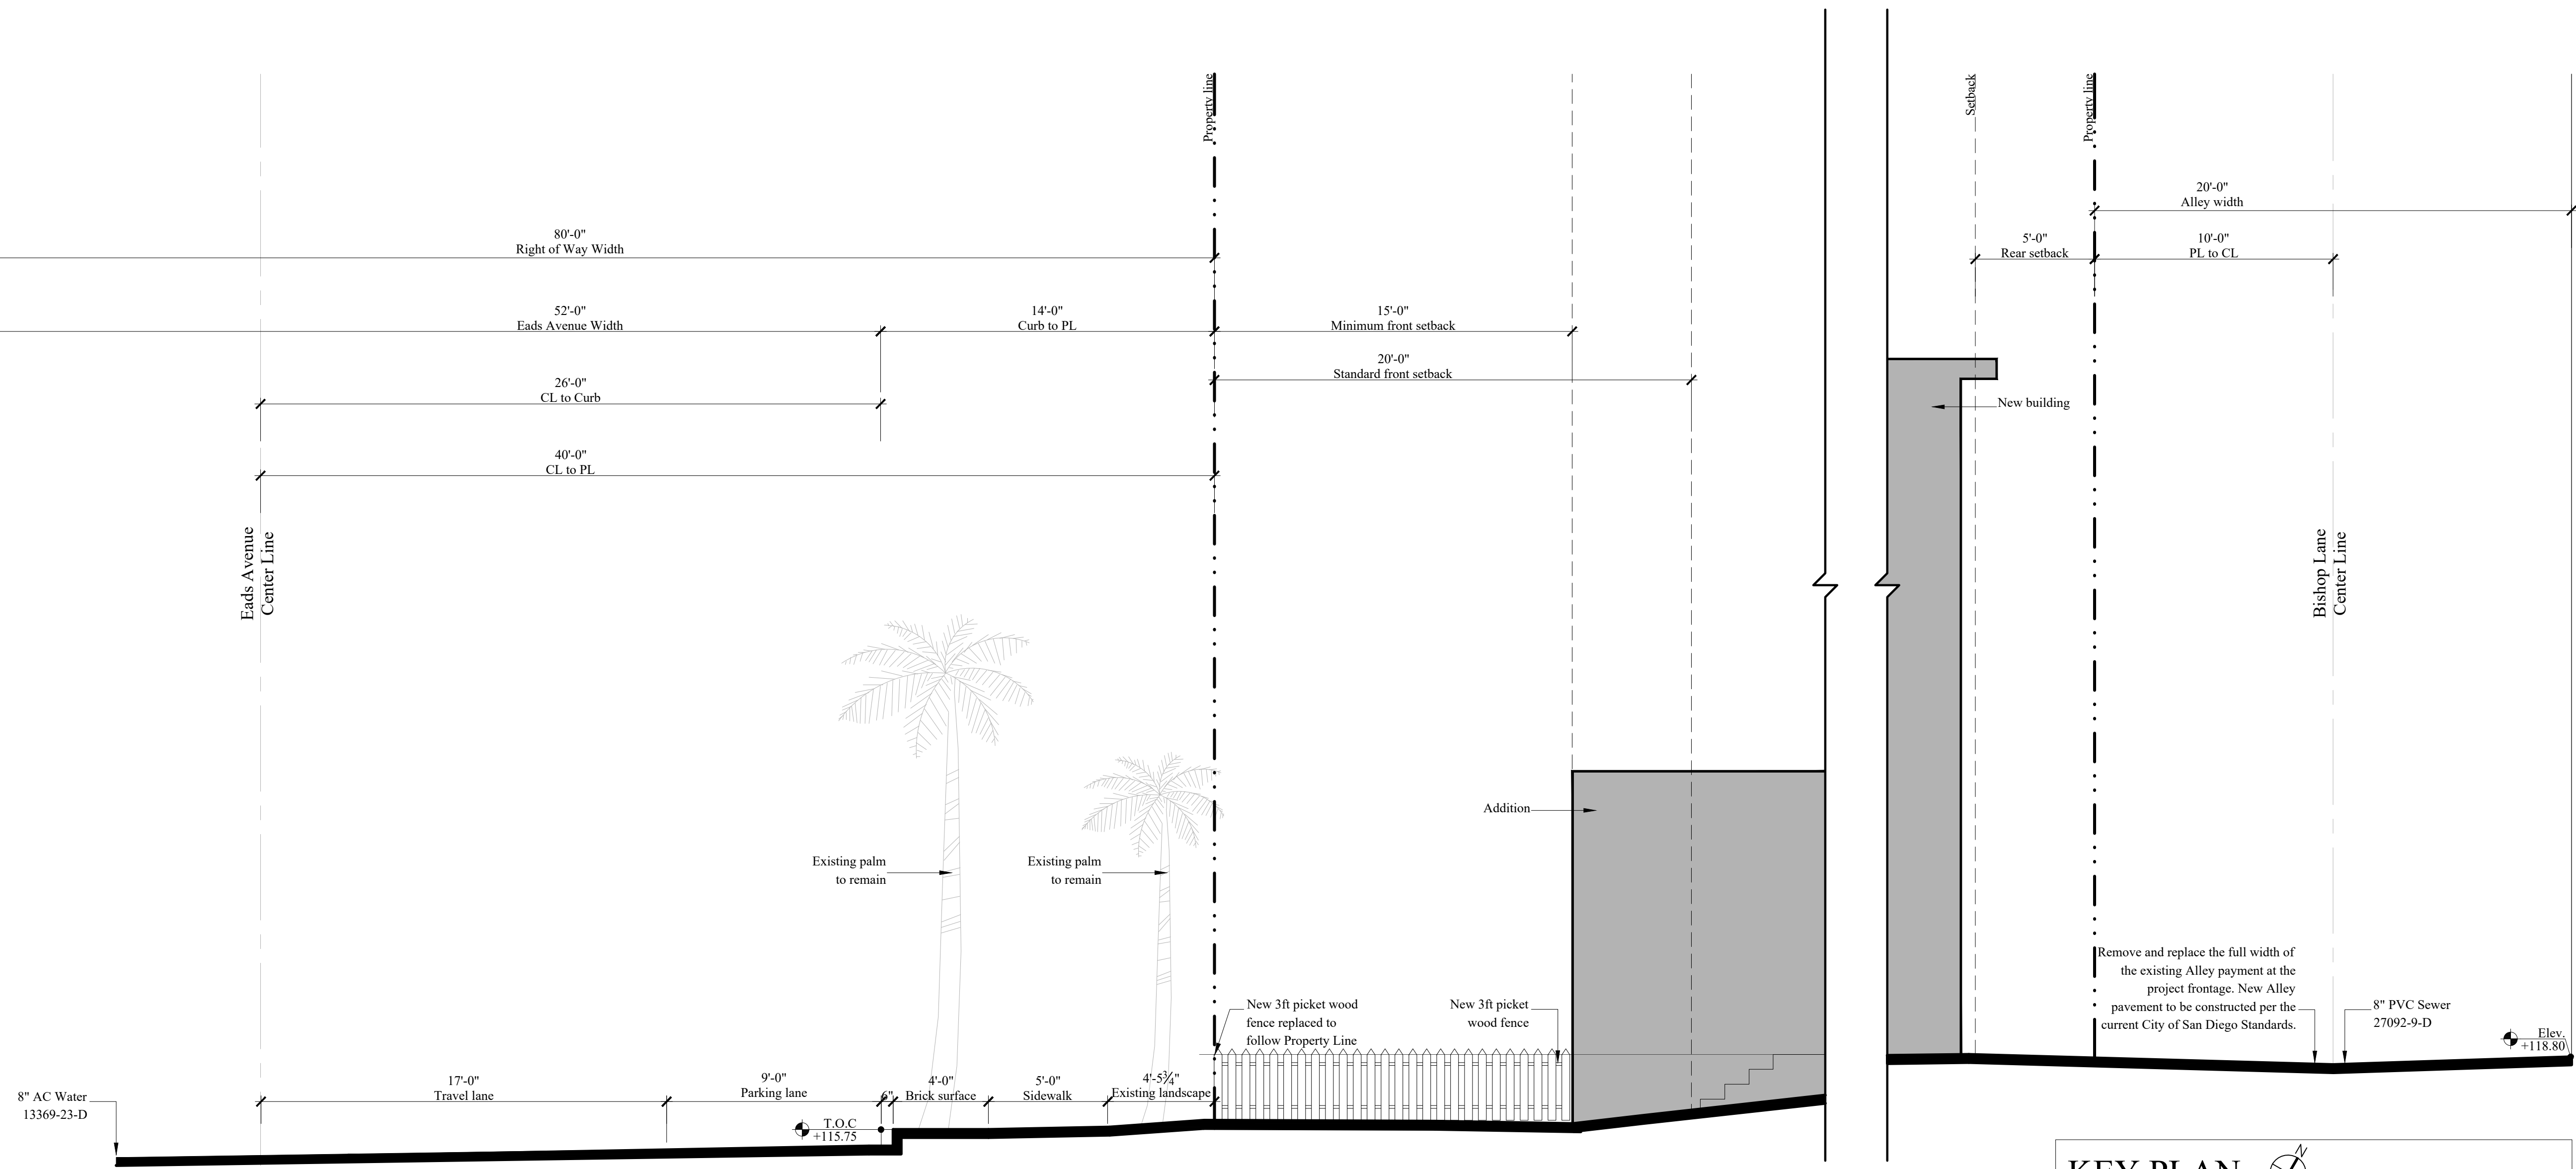 Property line
Setback
Property line
20'-0"
Alley width
80'-0"
Right of Way Width
5'-0"
Rear setback
10'-0"
PL to CL
52'-0"
Eads Avenue Width
14'-0"
Curb to PL
15'-0"
Minimum front setback
20'-0"
Standard front setback
26'-0"
CL to Curb
New building
40'-0"
CL to PL
Eads Avenue
Center Line
Bishop Lane
Center Line
Addition
Existing palm
to remain
Existing palm
to remain
New 3ft picket wood
fence replaced to
follow Property Line
New 3ft picket
wood fence
Remove and replace the full width of
the existing Alley payment at the
project frontage. New Alley
pavement to be constructed per the
current City of San Diego Standards.
8" PVC Sewer
27092-9-D
Elev.
+118.80
8" AC Water
13369-23-D
17'-0"
Travel lane
9'-0"
Parking lane
6"
4'-0"
Brick surface
5'-0"
Sidewalk
4'-5¾"
Existing landscape
T.O.C
+115.75
KEY PLAN
N